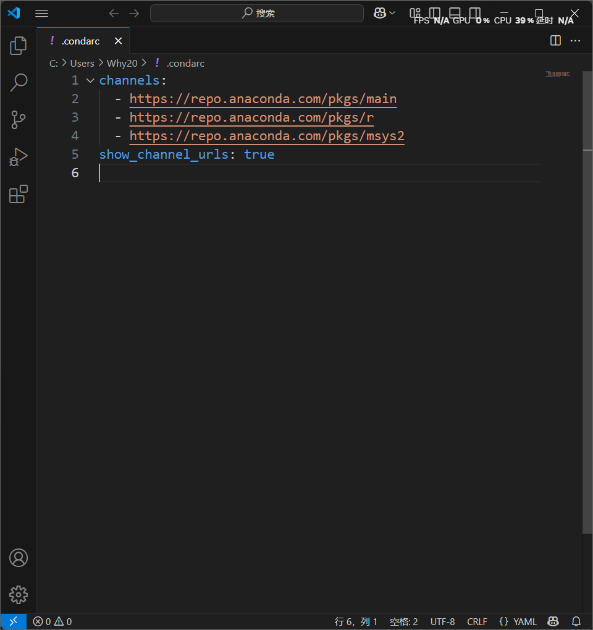 搜索
FPS N/A GPU 0 % CPU 39 % 延时 N/A
! .condarc
C: > Users > Why20 > ! .condarc
1 channels:
2 - https://repo.anaconda.com/pkgs/main
3 - https://repo.anaconda.com/pkgs/r
4 - https://repo.anaconda.com/pkgs/msys2
5 show_channel_urls: true
6
0 0 行 6，列 1 空格: 2 UTF-8 CRLF {} YAML